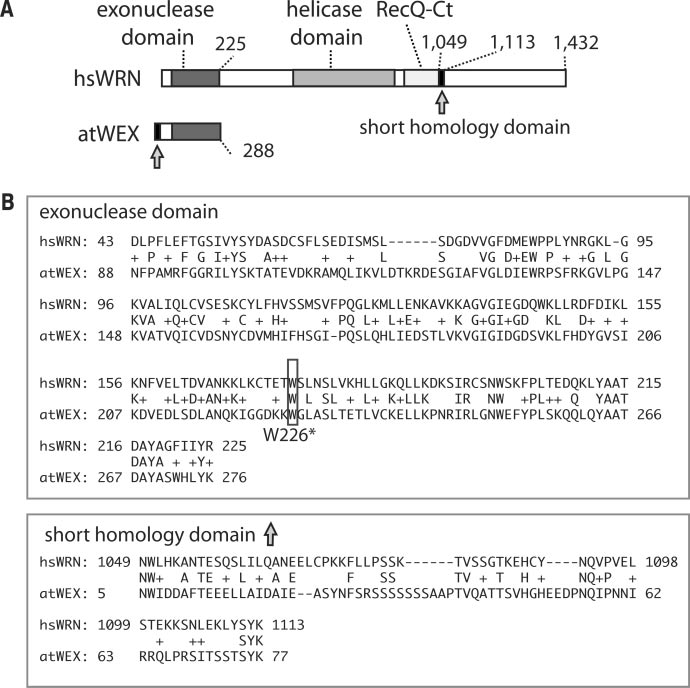 A
exonuclease domain
helicase domain
RecQ-Ct
225
1,049
1,113
1,432
hsWRN
short homology domain
atWEX
288
B
exonuclease domain
hsWRN: 43 DLPFLEFTGSIVYSYDASDCSFLSEDISMSL------SDGDVVGFDMEWPPLYNRGKL-G 95
+ P+ F G I+YS A++ + + L S VG D+EW P + +G L G
atWEX: 88 NFPAMRFGGRILYSKTATEVDKRAMQLIKVLDTKRDESGIAFVGLDIEWRPSFRKGVLPG 147
hsWRN: 96 KVALIQLCVSESKCYLFHVSSMSVFPQGLKMLLENKAVKKAGVGIEGDQWKLLRDFDIKL 155
KVA +Q+CV + C + H+ + PQ L+ L+E+ + K G+GI+GD KL D+ + +
atWEX: 148 KVATVQICVDSNYCDVMHIFHSGI-PQSLQHLIEDSTLVKVGIGIDGDSVKLFHDYGVSI 206
hsWRN: 156 KNFVELTDVANKKLKCTETWSLNSLVKHLLGKQLLKDKSIRCSNWSKFPLTEDQKLYAAT 215
K+ +L+D+AN+K+ + W L SL + L+ K+LLK IR NW +PL++ Q YAAT
atWEX: 207 KDVEDLSDLANQKIGGDKKWGLASLTETLVCKELLKPNRIRLGNWEFYPLSKQQLQYAAT 266
W226*
hsWRN: 216 DAYAGFIIYR 225
DAYA + +Y+
atWEX: 267 DAYASWHLYK 276
short homology domain
hsWRN: 1049 NWLHKANTESQSLILQANEELCPKKFLLPSSK------TVSSGTKEHCY----NQVPVEL 1098
NW+ A TE + L + A E F SS TV + T H + NQ+P +
atWEX: 5 NWIDDAFTEEELLAIDAIE--ASYNFSRSSSSSSSAAPTVQATTSVHGHEEDPNQIPNNI 62
hsWRN: 1099 STEKKSNLEKLYSYK 1113
+ ++ SYK
atWEX: 63 RRQLPRSITSSTSYK 77